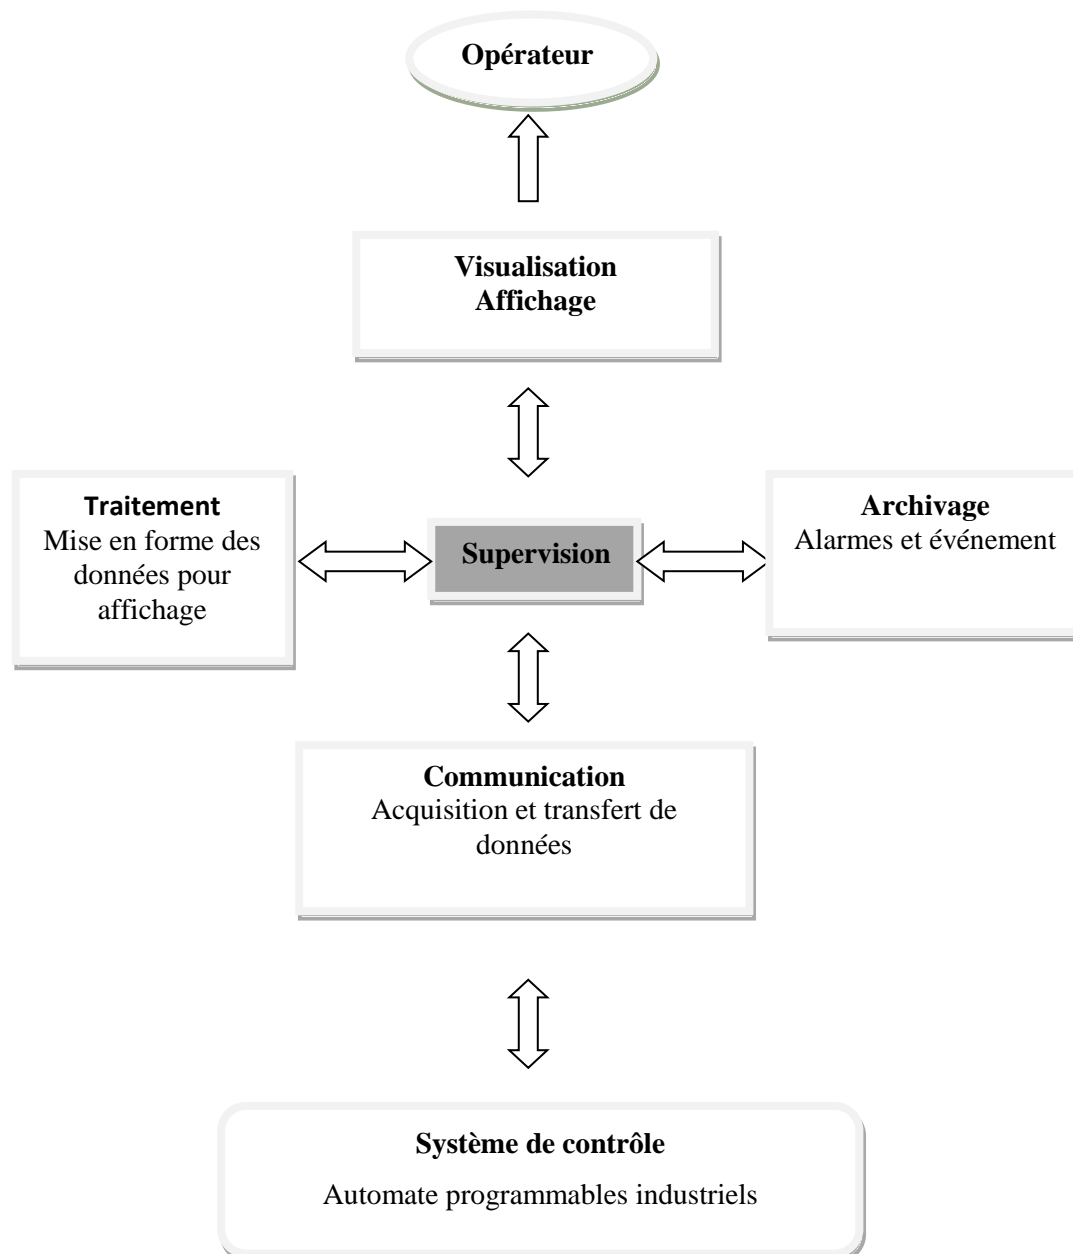 Opérateur
Visualisation
Affichage
Traitement
Mise en forme des
données pour
affichage
Supervision
Archivage
Alarmes et événement
Communication
Acquisition et transfert de
données
Système de contrôle
Automate programmables industriels